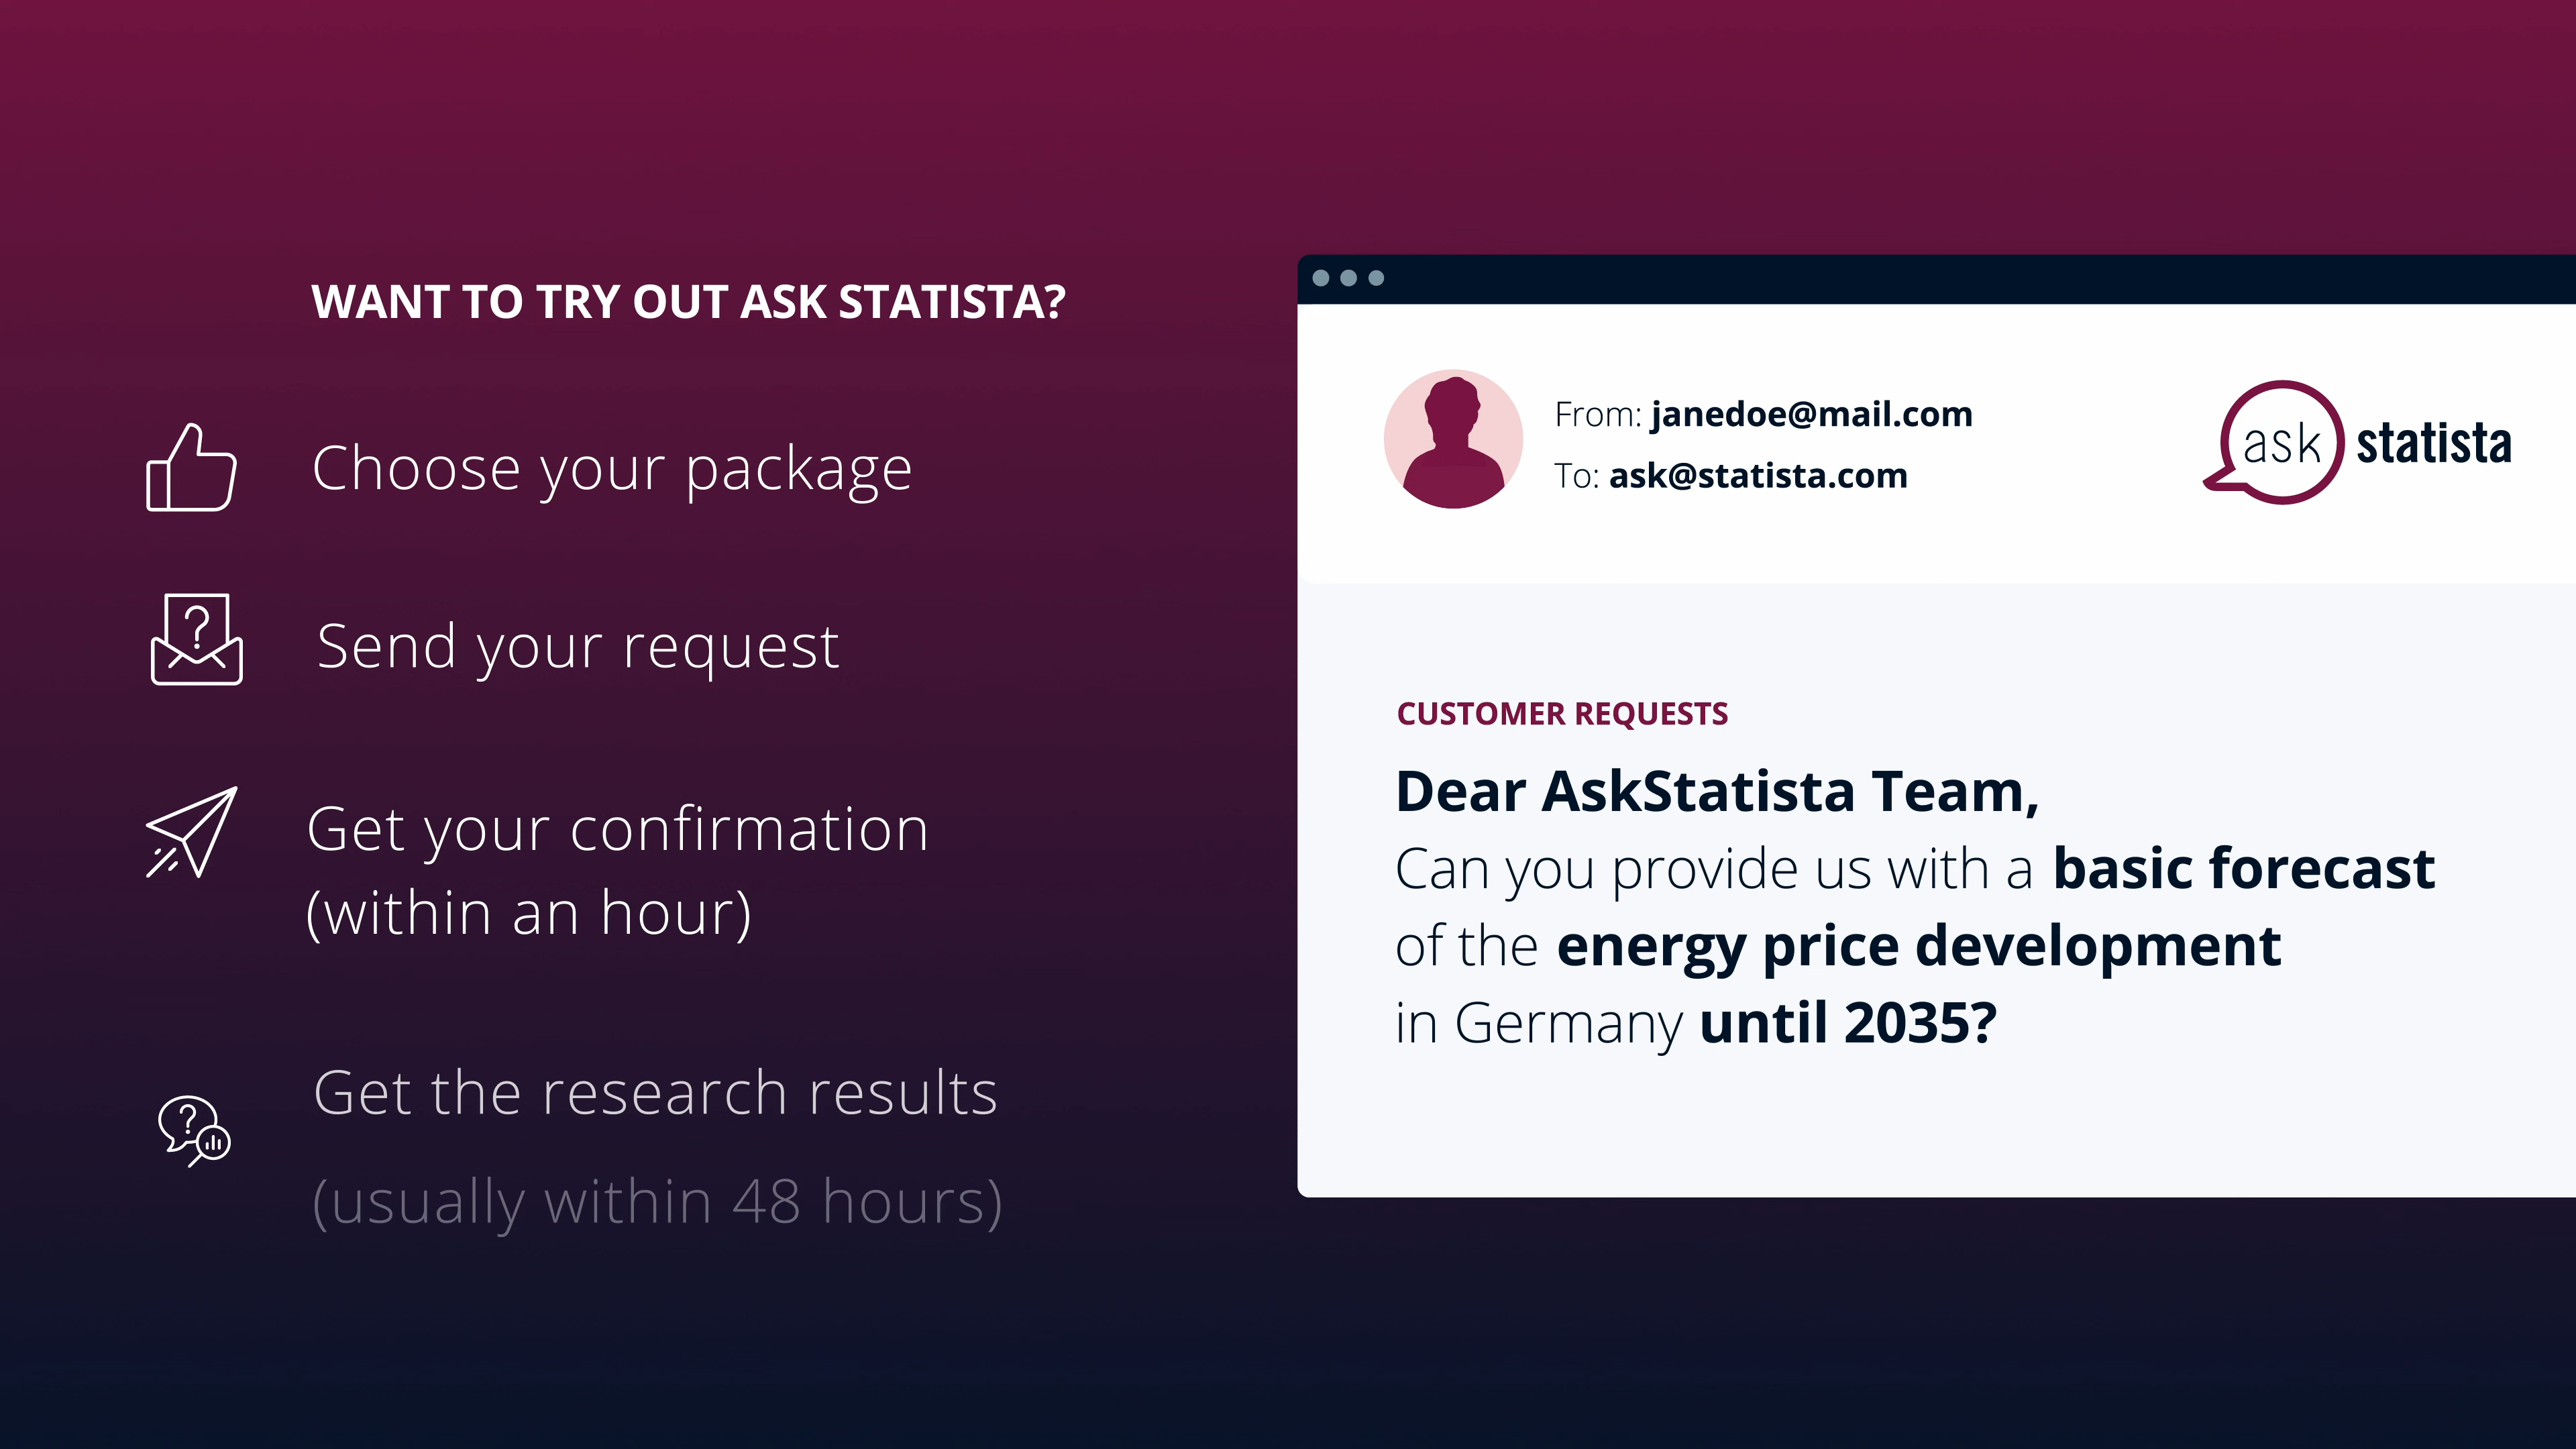 WANT TO TRY OUT ASK STATISTA?
Choose your package
?
Send your request
Get your confirmation
(within an hour)
?
Get the research results
(usually within 48 hours)
From: janedoe@mail.com
To: ask@statista.com
ask statista
CUSTOMER REQUESTS
Dear AskStatista Team,
Can you provide us with a basic forecast
of the energy price development
in Germany until 2035?